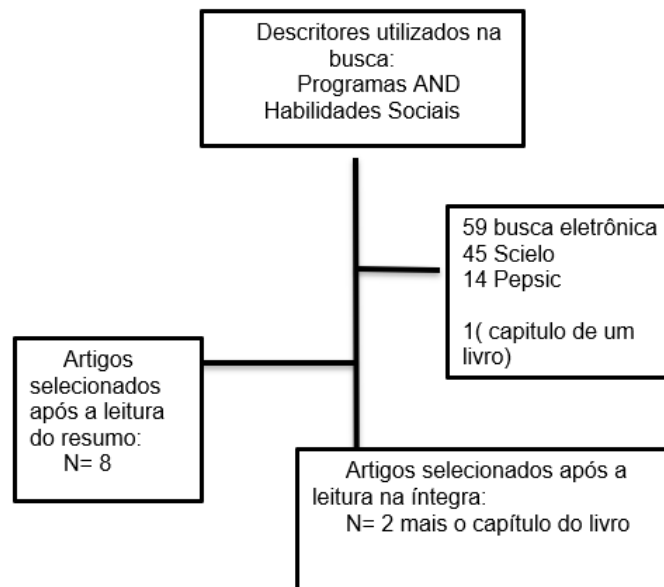 Descritores utilizados na
busca:
Programas AND
Habilidades Sociais
59 busca eletrônica
45 Scielo
14 Pepsic
1( capitulo de um
livro)
Artigos
selecionados
após a leitura
do resumo:
N= 8
Artigos selecionados após a
leitura na íntegra:
N= 2 mais o capítulo do livro